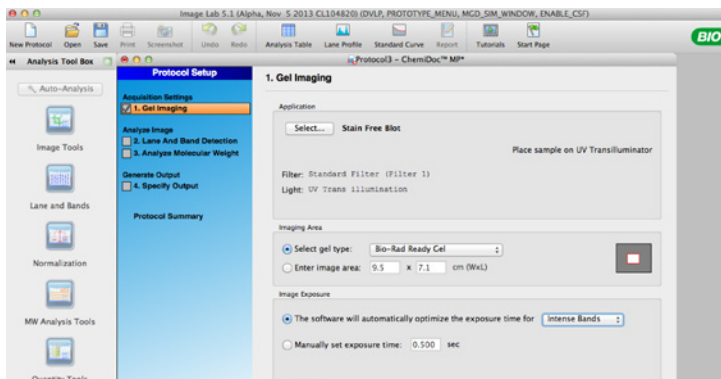 Image Lab 5.1 (Alpha, Nov 5 2013 CL104820) (DVLP, PROTOTYPE_MENU, MGD_SIM_WINDOW, ENABLE_CSF)
New Protocol Open Save Print Screenshot Undo Redo Analysis Table Lane Profile Standard Curve Report Tutorials Start Page
BIO
Analysis Tool Box
Protocol3 - ChemiDoc™ MP*
Auto-Analysis
Image Tools
Lane and Bands
Normalization
MW Analysis Tools
Quantity Tools
Protocol Setup
Acquisition Settings
1. Gel Imaging
Analyze Image
2. Lane And Band Detection
3. Analyze Molecular Weight
Generate Output
4. Specify Output
Protocol Summary
1. Gel Imaging
Application
Select... Stain Free Blot
Place sample on UV Transilluminator
Filter: Standard Filter (Filter 1)
Light: UV Trans illumination
Imaging Area
Select gel type: Bio-Rad Ready Gel
Enter image area: 9.5 x 7.1 cm (WxL)
Image Exposure
The software will automatically optimize the exposure time for Intense Bands
Manually set exposure time: 0.500 sec